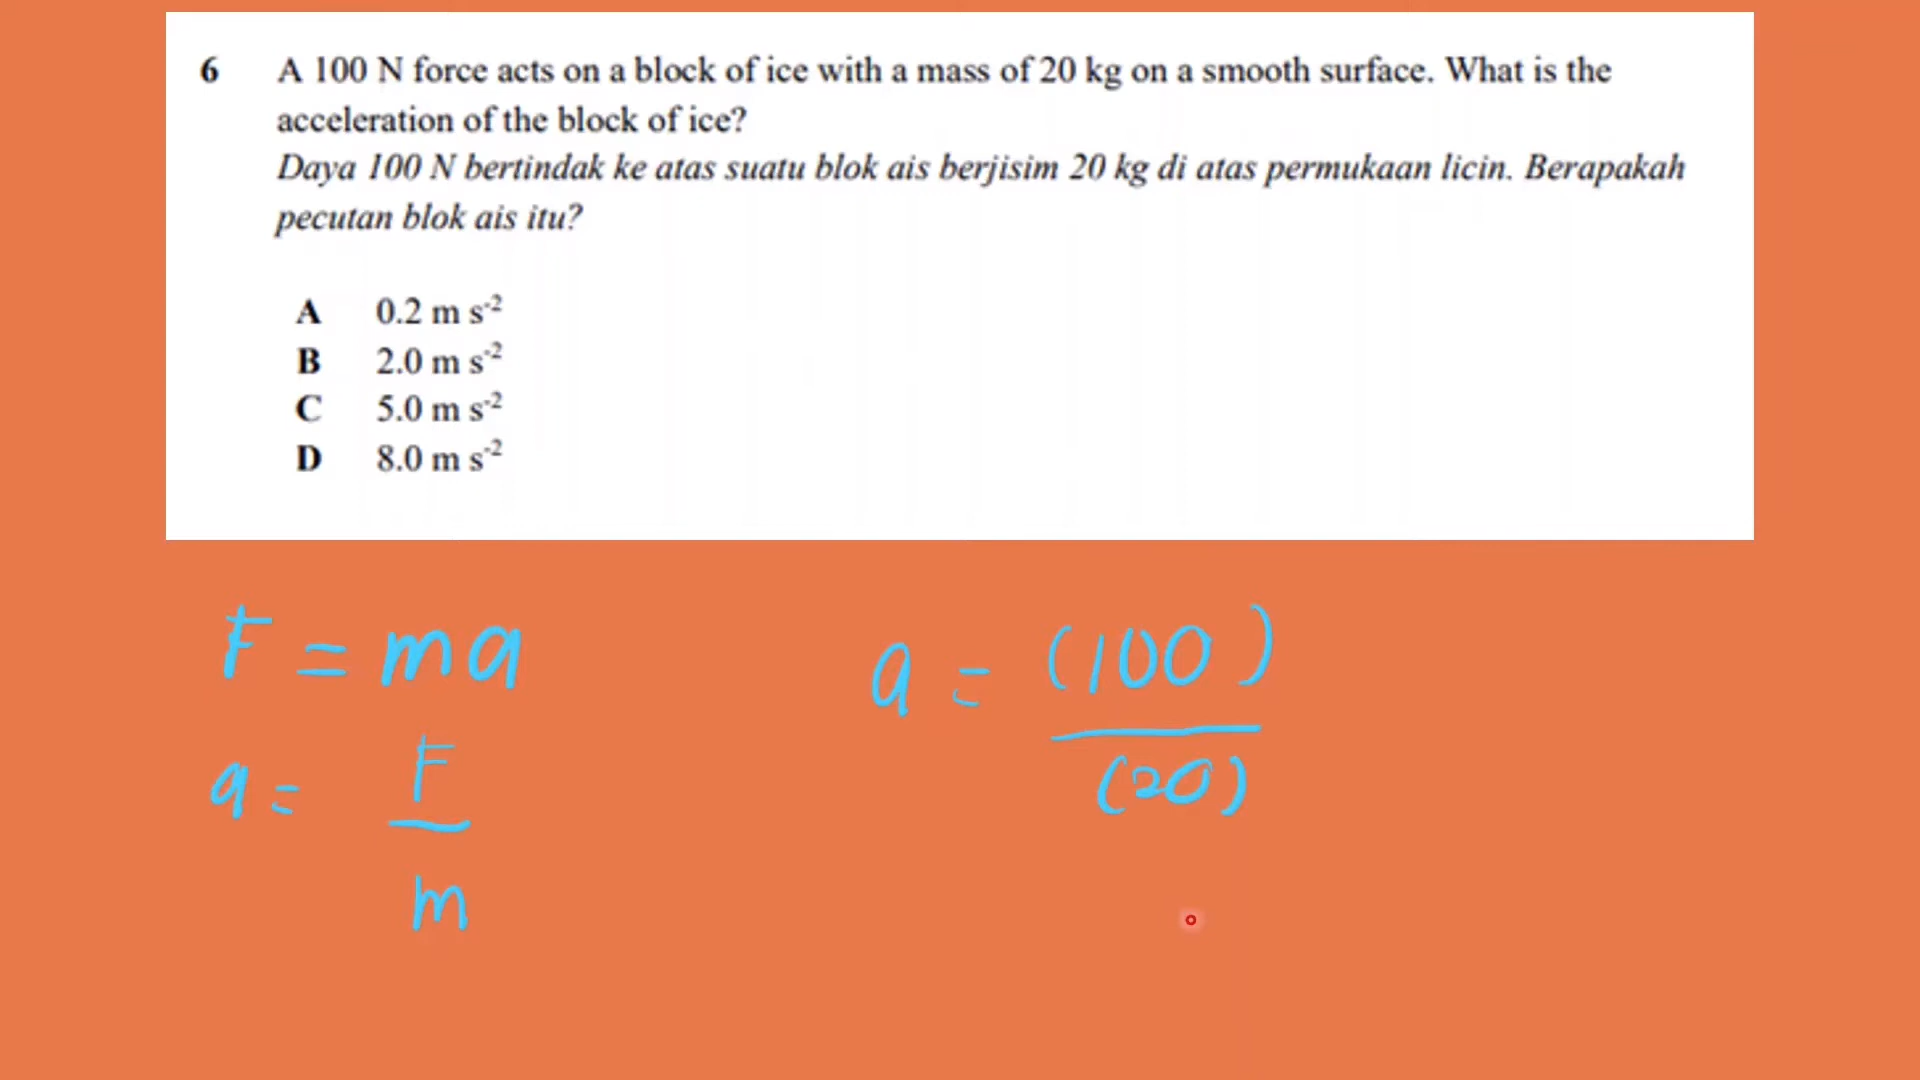 6 A 100 N force acts on a block of ice with a mass of 20 kg on a smooth surface. What is the
acceleration of the block of ice?
Daya 100 N bertindak ke atas suatu blok ais berjisim 20 kg di atas permukaan licin. Berapakah
pecutan blok ais itu?
A 0.2 m s⁻²
B 2.0 m s⁻²
C 5.0 m s⁻²
D 8.0 m s⁻²
F = ma
a = F
m
a = (100)
(20)